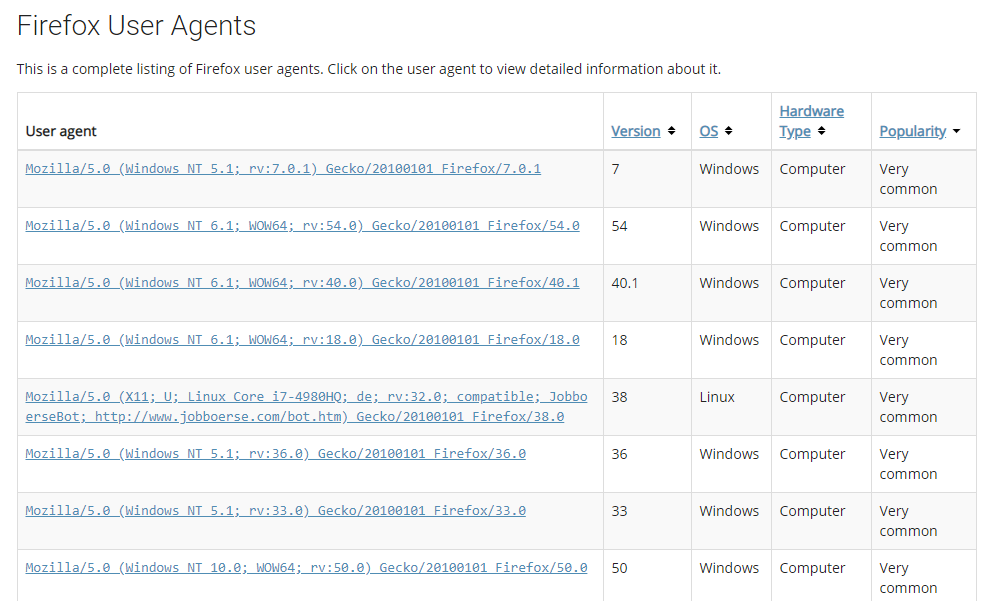 Firefox User Agents
This is a complete listing of Firefox user agents. Click on the user agent to view detailed information about it.
User agent Version OS Hardware Type Popularity
Mozilla/5.0 (Windows NT 5.1; rv:7.0.1) Gecko/20100101 Firefox/7.0.1 7 Windows Computer Very common
Mozilla/5.0 (Windows NT 6.1; WOW64; rv:54.0) Gecko/20100101 Firefox/54.0 54 Windows Computer Very common
Mozilla/5.0 (Windows NT 6.1; WOW64; rv:40.0) Gecko/20100101 Firefox/40.1 40.1 Windows Computer Very common
Mozilla/5.0 (Windows NT 6.1; WOW64; rv:18.0) Gecko/20100101 Firefox/18.0 18 Windows Computer Very common
Mozilla/5.0 (X11; U; Linux Core i7-4980HQ; de; rv:32.0; compatible; Jobbo
erseBot; http://www.jobboerse.com/bot.htm) Gecko/20100101 Firefox/38.0 38 Linux Computer Very common
Mozilla/5.0 (Windows NT 5.1; rv:36.0) Gecko/20100101 Firefox/36.0 36 Windows Computer Very common
Mozilla/5.0 (Windows NT 5.1; rv:33.0) Gecko/20100101 Firefox/33.0 33 Windows Computer Very common
Mozilla/5.0 (Windows NT 10.0; WOW64; rv:50.0) Gecko/20100101 Firefox/50.0 50 Windows Computer Very common